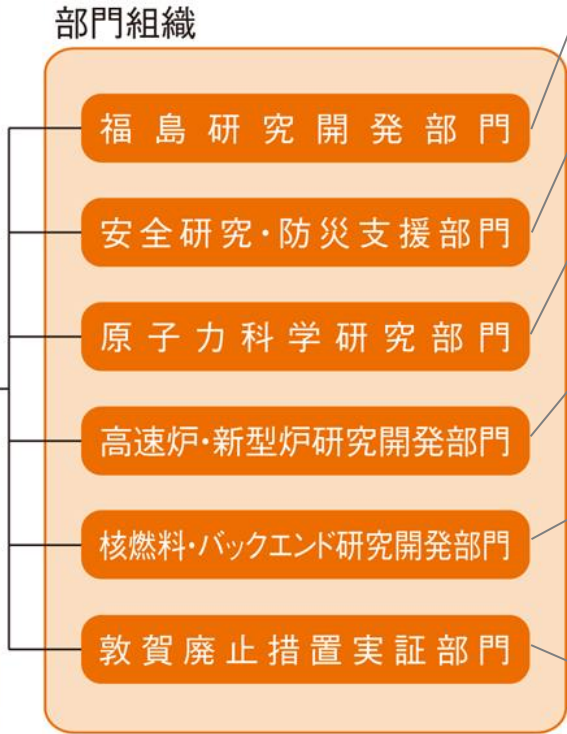 部門組織
福島研究開発部門
安全研究・防災支援部門
原子力科学研究部門
高速炉・新型炉研究開発部門
核燃料・バックエンド研究開発部門
敦賀廃止措置実証部門